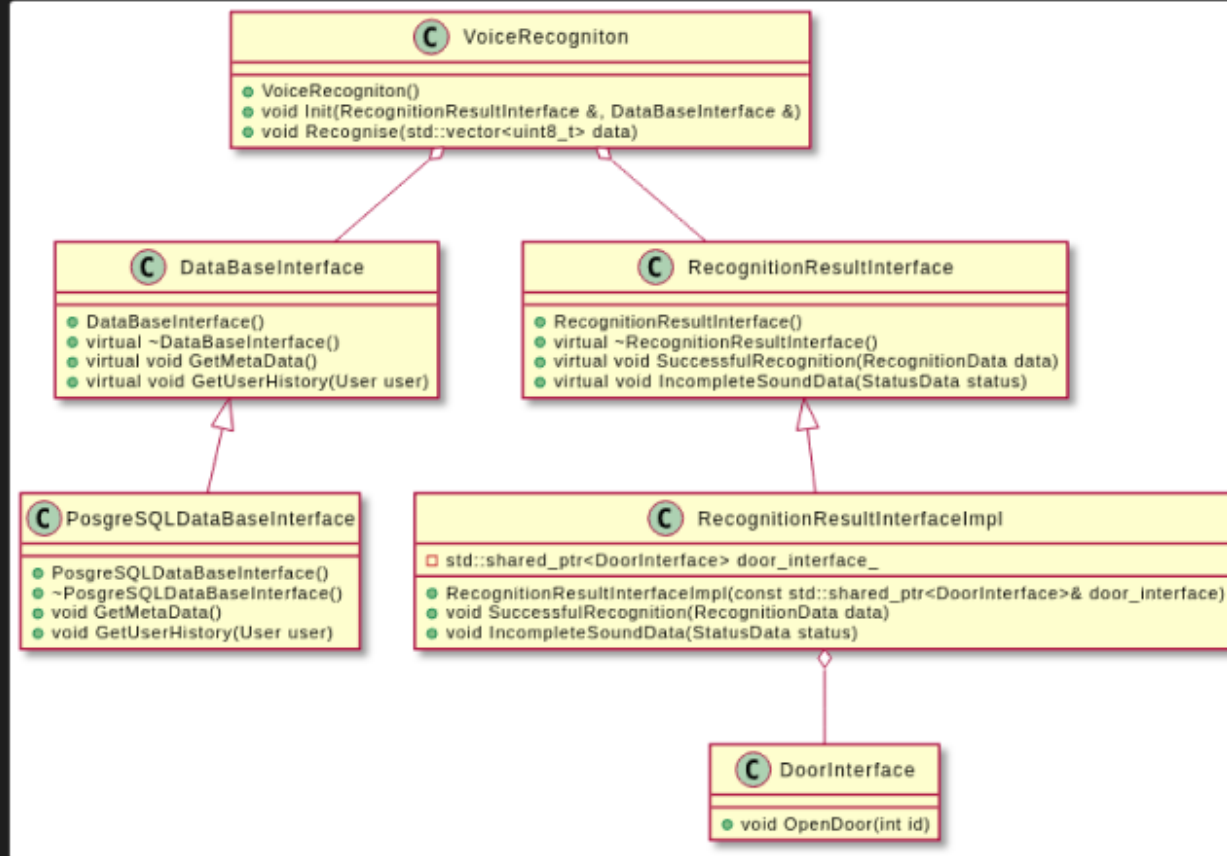 C VoiceRecogniton
VoiceRecogniton()
void Init(RecognitionResultInterface &, DataBaseInterface &)
void Recognise(std::vector<uint8_t> data)
C DataBaseInterface
DataBaseInterface()
virtual ~DataBaseInterface()
virtual void GetMetaData()
virtual void GetUserHistory(User user)
C RecognitionResultInterface
RecognitionResultInterface()
virtual ~RecognitionResultInterface()
virtual void SuccessfulRecognition(RecognitionData data)
virtual void IncompleteSoundData(StatusData status)
C PosgreSQLDataBaseInterface
PosgreSQLDataBaseInterface()
~PosgreSQLDataBaseInterface()
void GetMetaData()
void GetUserHistory(User user)
C RecognitionResultInterfaceImpl
std::shared_ptr<DoorInterface> door_interface_
RecognitionResultInterfaceImpl(const std::shared_ptr<DoorInterface>& door_interface)
void SuccessfulRecognition(RecognitionData data)
void IncompleteSoundData(StatusData status)
C DoorInterface
void OpenDoor(int id)